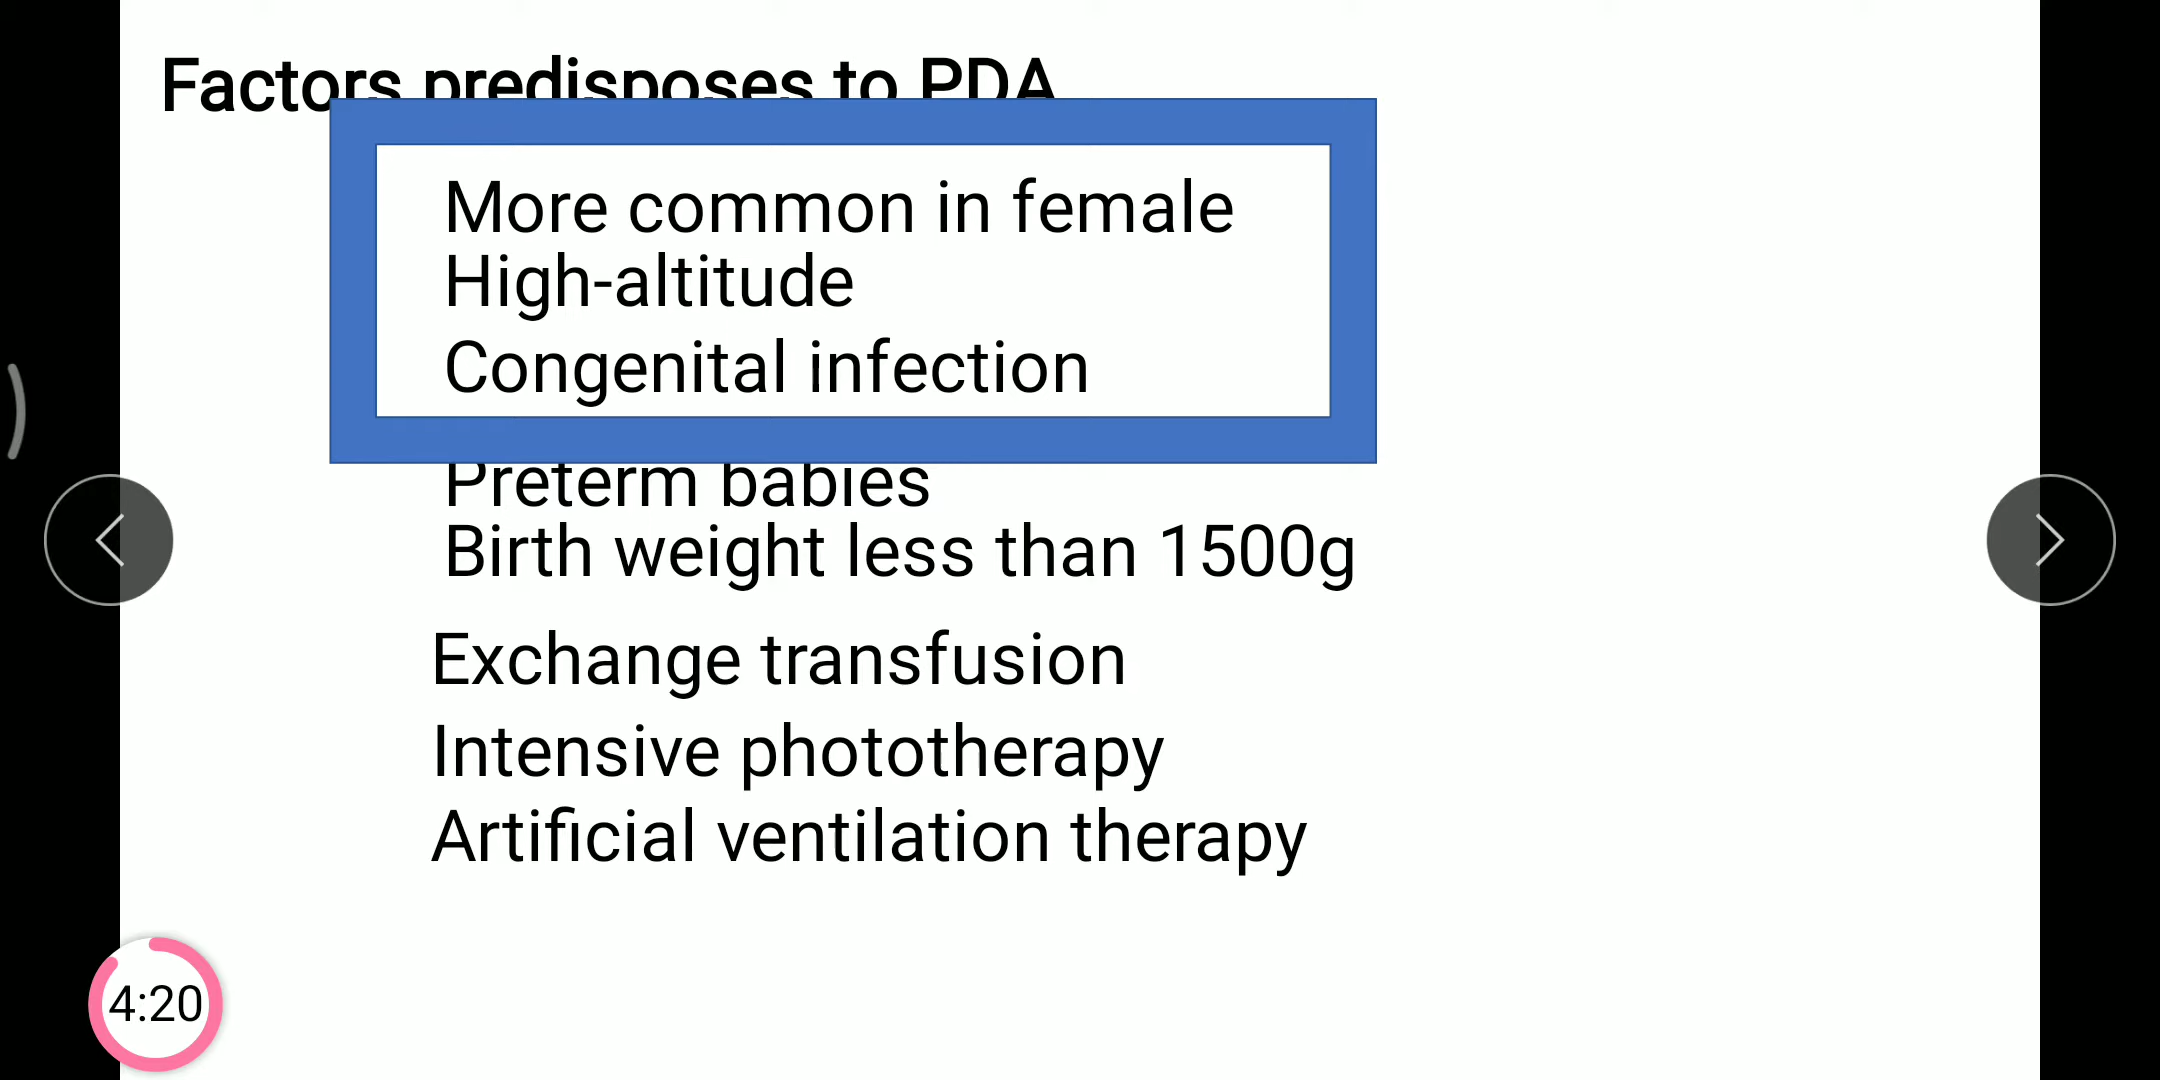 Factors predisposes to PDA
More common in female
High-altitude
Congenital infection
Preterm babies
Birth weight less than 1500g
Exchange transfusion
Intensive phototherapy
Artificial ventilation therapy
4:20